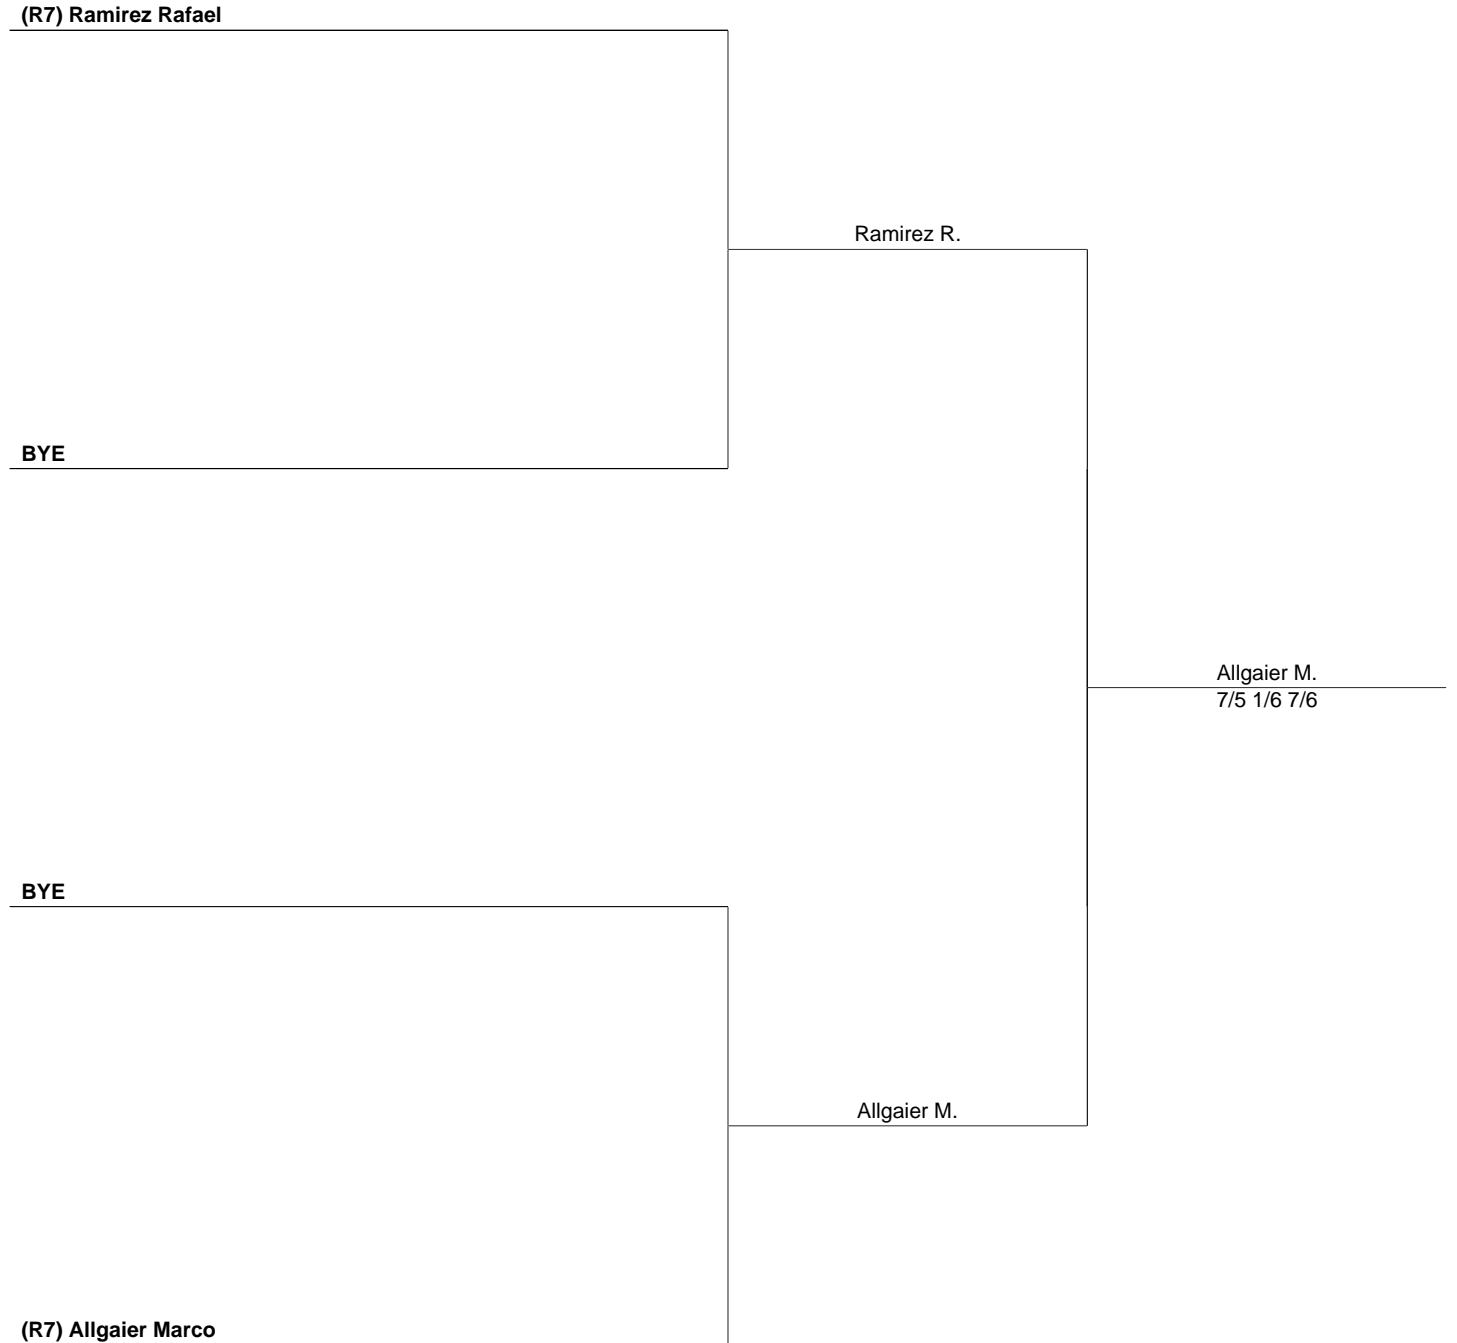 (R7) Ramirez Rafael
Ramirez R.
BYE
Allgaier M.
7/5 1/6 7/6
BYE
Allgaier M.
(R7) Allgaier Marco